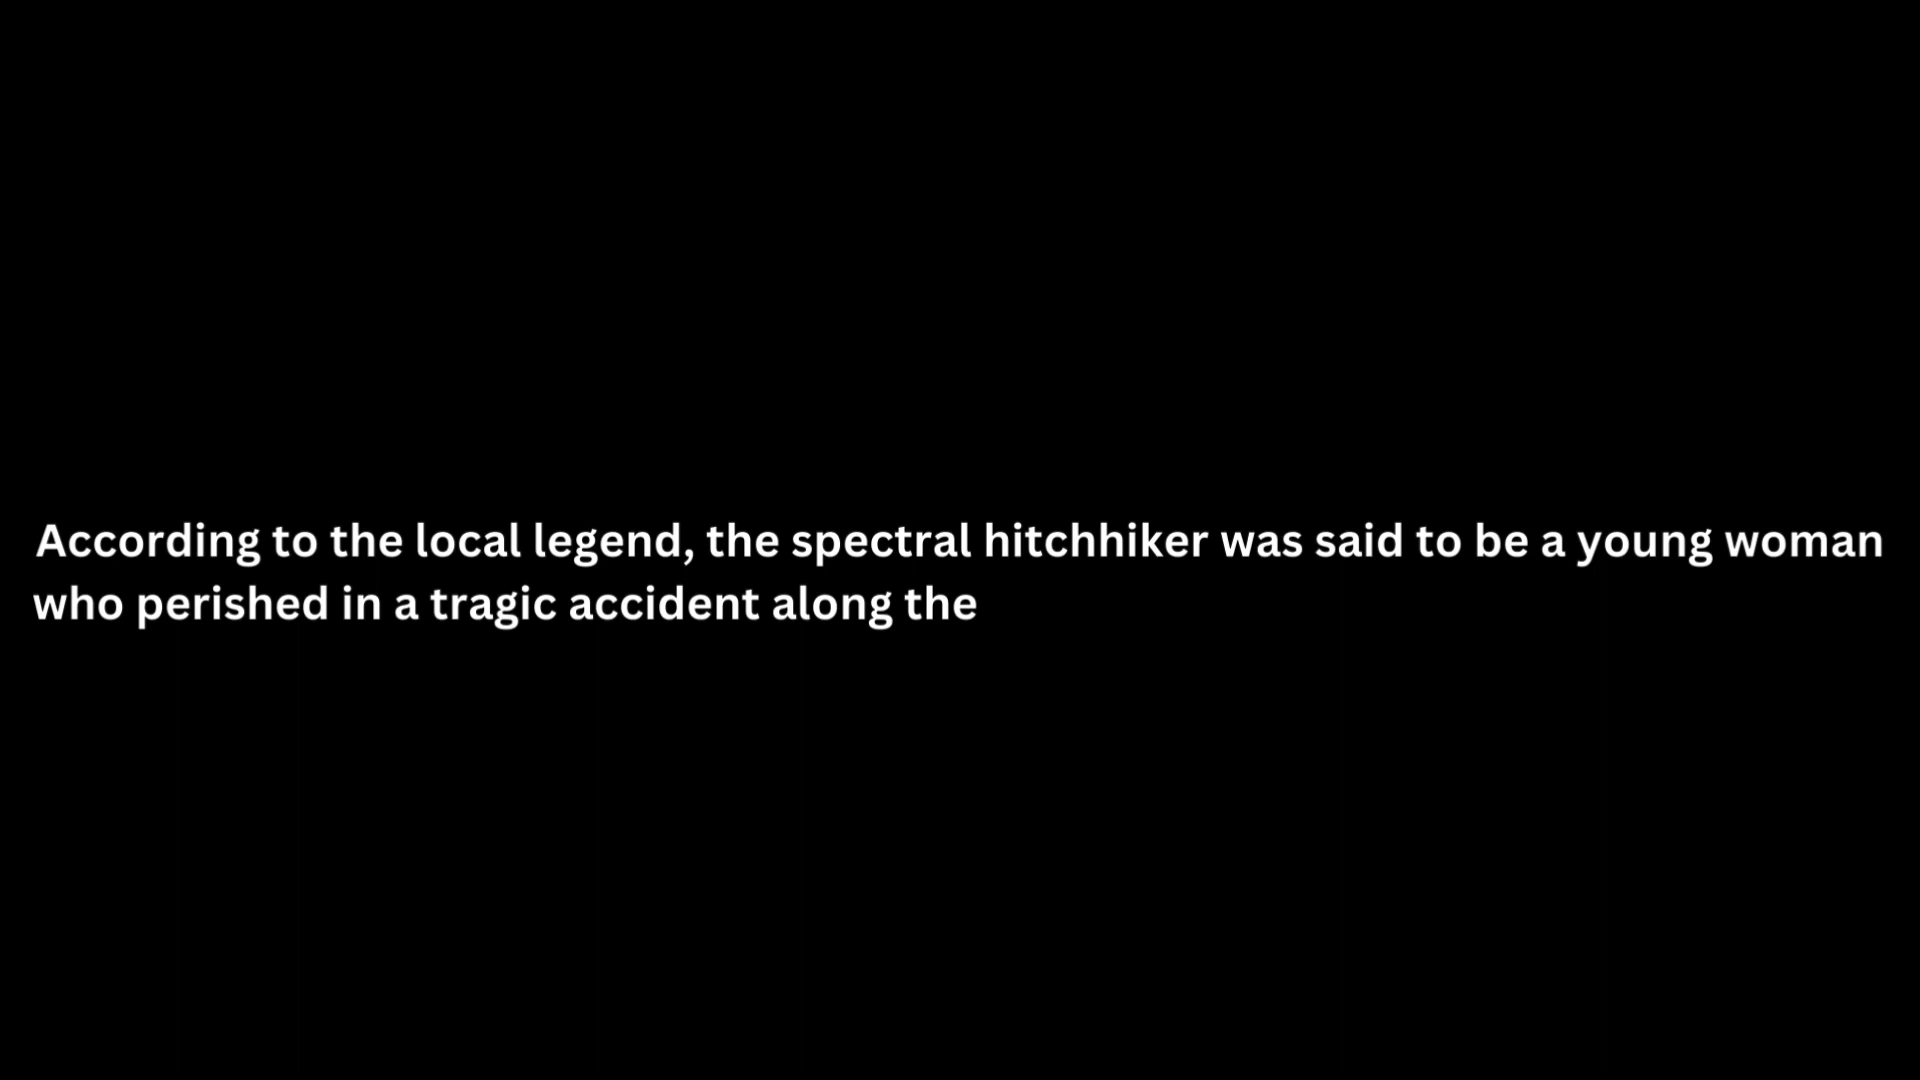 According to the local legend, the spectral hitchhiker was said to be a young woman
who perished in a tragic accident along the